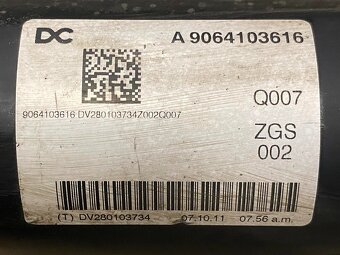 DC A 9064103616
Q007
9064103616 DV280103734Z002Q007
ZGS
002
(T) DV280103734 07.10.11 07.56 a.m.